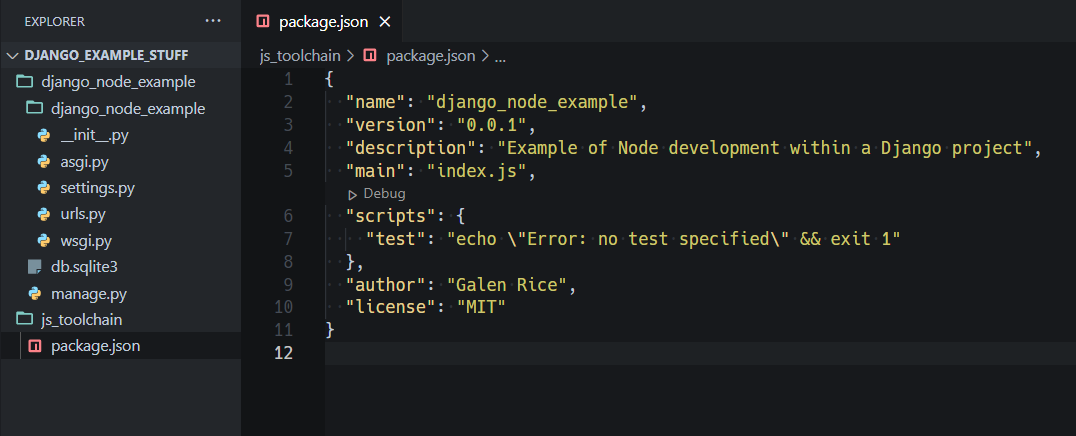 EXPLORER
···
DJANGO_EXAMPLE_STUFF
django_node_example
django_node_example
__init__.py
asgi.py
settings.py
urls.py
wsgi.py
db.sqlite3
manage.py
js_toolchain
package.json
package.json ×
js_toolchain > package.json > ...
1 {
2   "name": "django_node_example",
3   "version": "0.0.1",
4   "description": "Example of Node development within a Django project",
5   "main": "index.js",
Debug
6   "scripts": {
7     "test": "echo \"Error: no test specified\" && exit 1"
8   },
9   "author": "Galen Rice",
10   "license": "MIT"
11 }
12